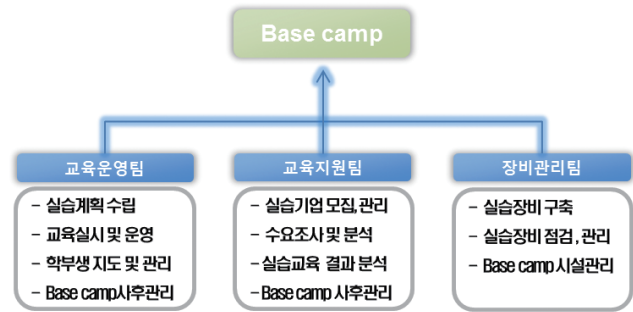 Base camp
교육운영팀
- 실습계획 수립
- 교육실시 및 운영
- 학부생 지도 및 관리
- Base camp사후관리
교육지원팀
- 실습기업 모집,관리
- 수요조사 및 분석
-실습교육 결과 분석
-Base camp 사후관리
장비관리팀
- 실습장비 구축
- 실습장비 점검 , 관리
- Base camp 시설관리